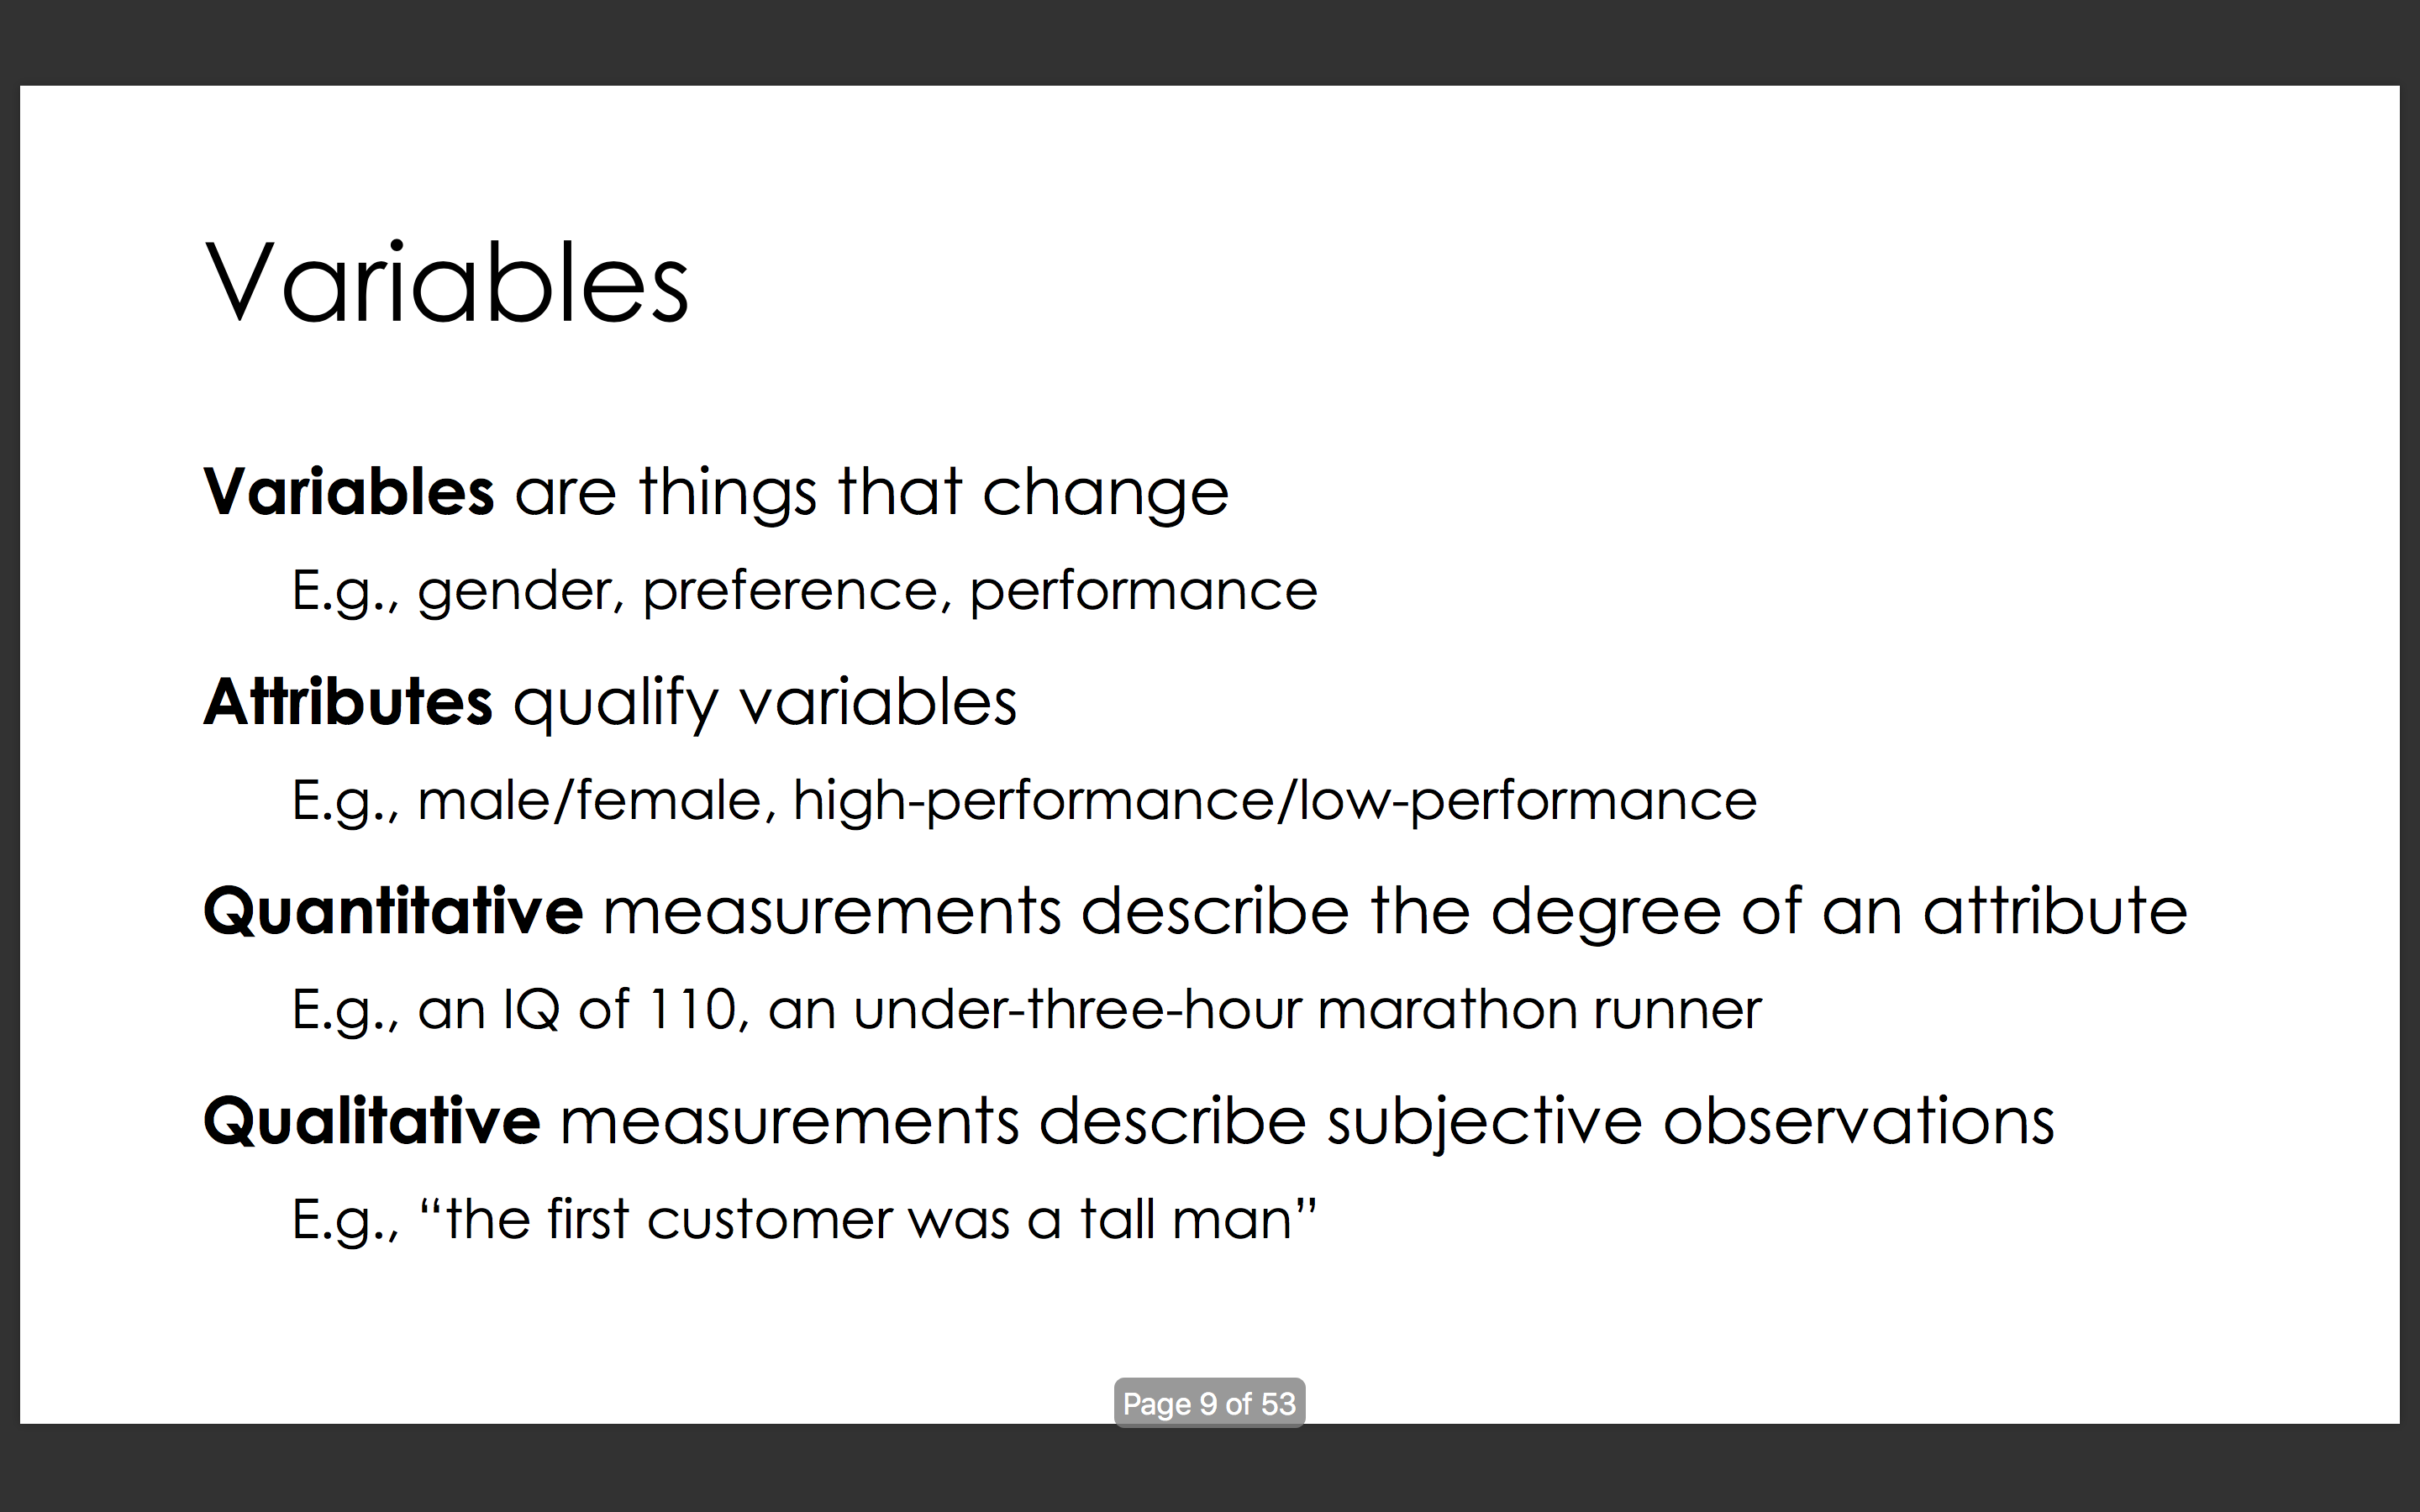 Variables
Variables are things that change
E.g., gender, preference, performance
Attributes qualify variables
E.g., male/female, high-performance/low-performance
Quantitative measurements describe the degree of an attribute
E.g., an IQ of 110, an under-three-hour marathon runner
Qualitative measurements describe subjective observations
E.g., “the first customer was a tall man”
Page 9 of 53